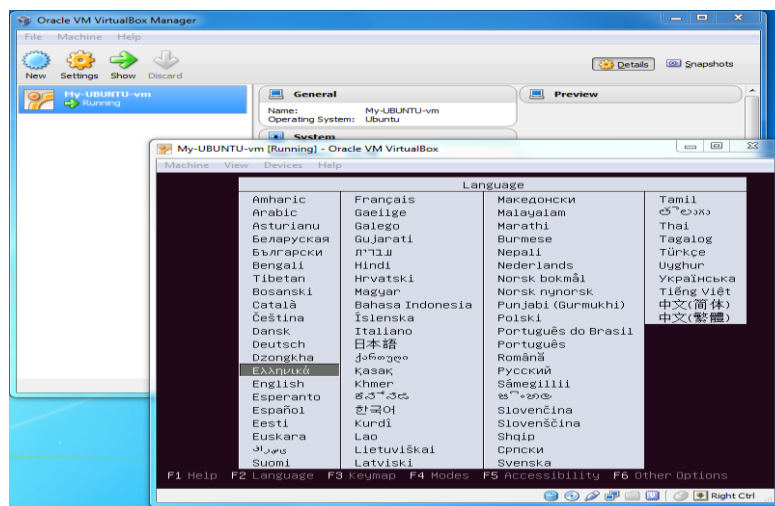 Oracle VM VirtualBox Manager
File Machine Help
New Settings Show Discard
Details Snapshots
My-UBUNTU-vm
Running
General
Name: My-UBUNTU-vm
Operating System: Ubuntu
System
Preview
My-UBUNTU-vm [Running] - Oracle VM VirtualBox
Machine View Devices Help
Language
Amharic Français Македонски Tamil
Arabic Gaeilge Malayalam తెలుగు
Asturianu Galego Marathi Thai
Беларуская Gujarati Burmese Tagalog
Български עברית Nepali Türkçe
Bengali Hindi Nederlands Uyghur
Tibetan Hrvatski Norsk bokmål Українська
Bosanski Magyar Norsk nynorsk Tiếng Việt
Català Bahasa Indonesia Punjabi (Gurmukhi) 中文(简体)
Čeština Íslenska Polski 中文(繁體)
Dansk Italiano Português do Brasil
Deutsch 日本語 Português
Dzongkha ქართული Română
Ελληνικά Қазақ Русский
English Khmer Sámegillii
Esperanto ಕನ್ನಡ සිංහල
Español 한국어 Slovenčina
Eesti Kurdî Slovenščina
Euskara Lao Shqip
فارسی Lietuviškai Српски
Suomi Latviski Svenska
F1 Help F2 Language F3 Keymap F4 Modes F5 Accessibility F6 Other Options
Right Ctrl